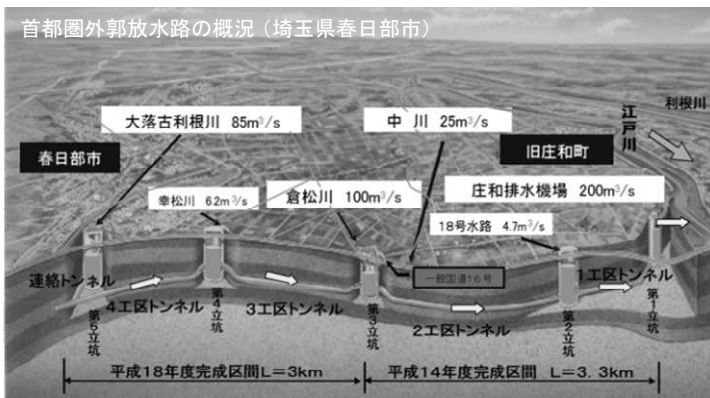 首都圏外郭放水路の概況（埼玉県春日部市）
利根川
江戸川
大落古利根川 85m³/s
中 川 25m³/s
春日部市
旧庄和町
幸松川 6.2m³/s
倉松川 100m³/s
庄和排水機場 200m³/s
18号水路 4.7m³/s
一般国道16号
連絡トンネル
4工区トンネル
3工区トンネル
2工区トンネル
1工区トンネル
第5立坑
第4立坑
第3立坑
第2立坑
第1立坑
平成18年度完成区間L=3km
平成14年度完成区間 L=3.3km